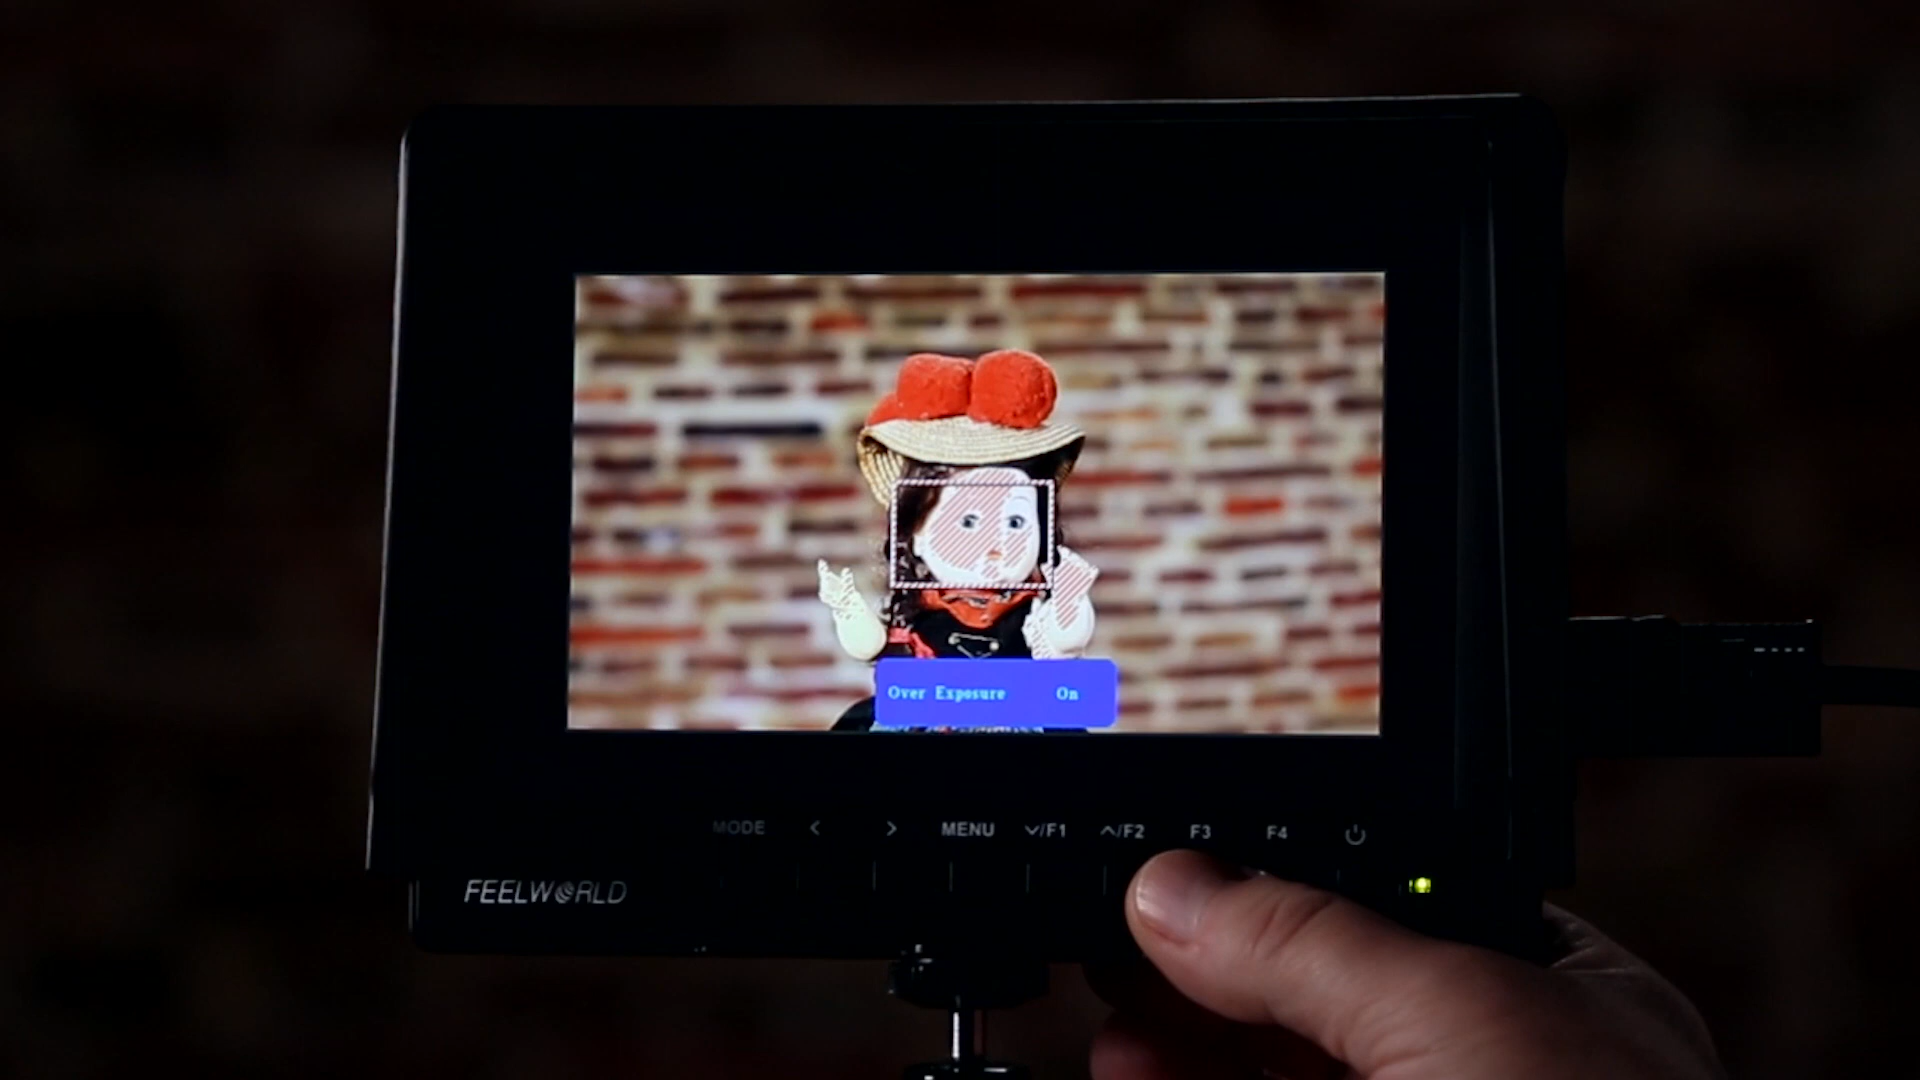 Over Exposure On
MODE < > MENU ∨/F1 ∧/F2 F3 F4
FEELWORLD